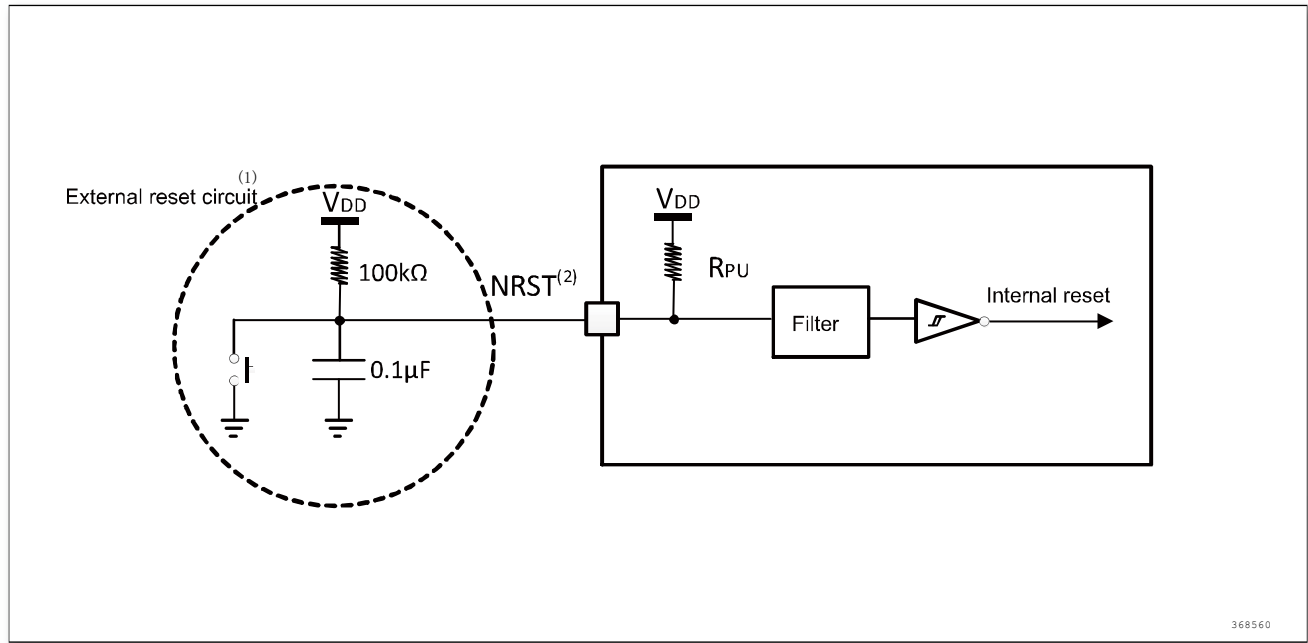 (1)
External reset circuit
VDD
100kΩ
0.1μF
NRST(2)
VDD
RPU
Filter
Internal reset
368560